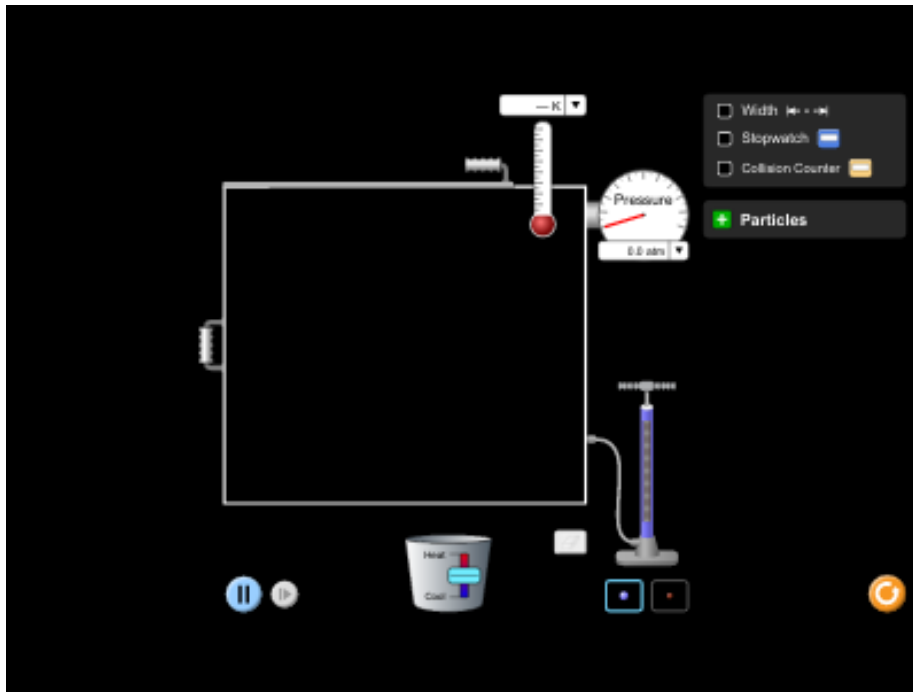 — K
Width
Stopwatch
Collision Counter
Particles
Pressure
0.0 atm
Heat
Cool